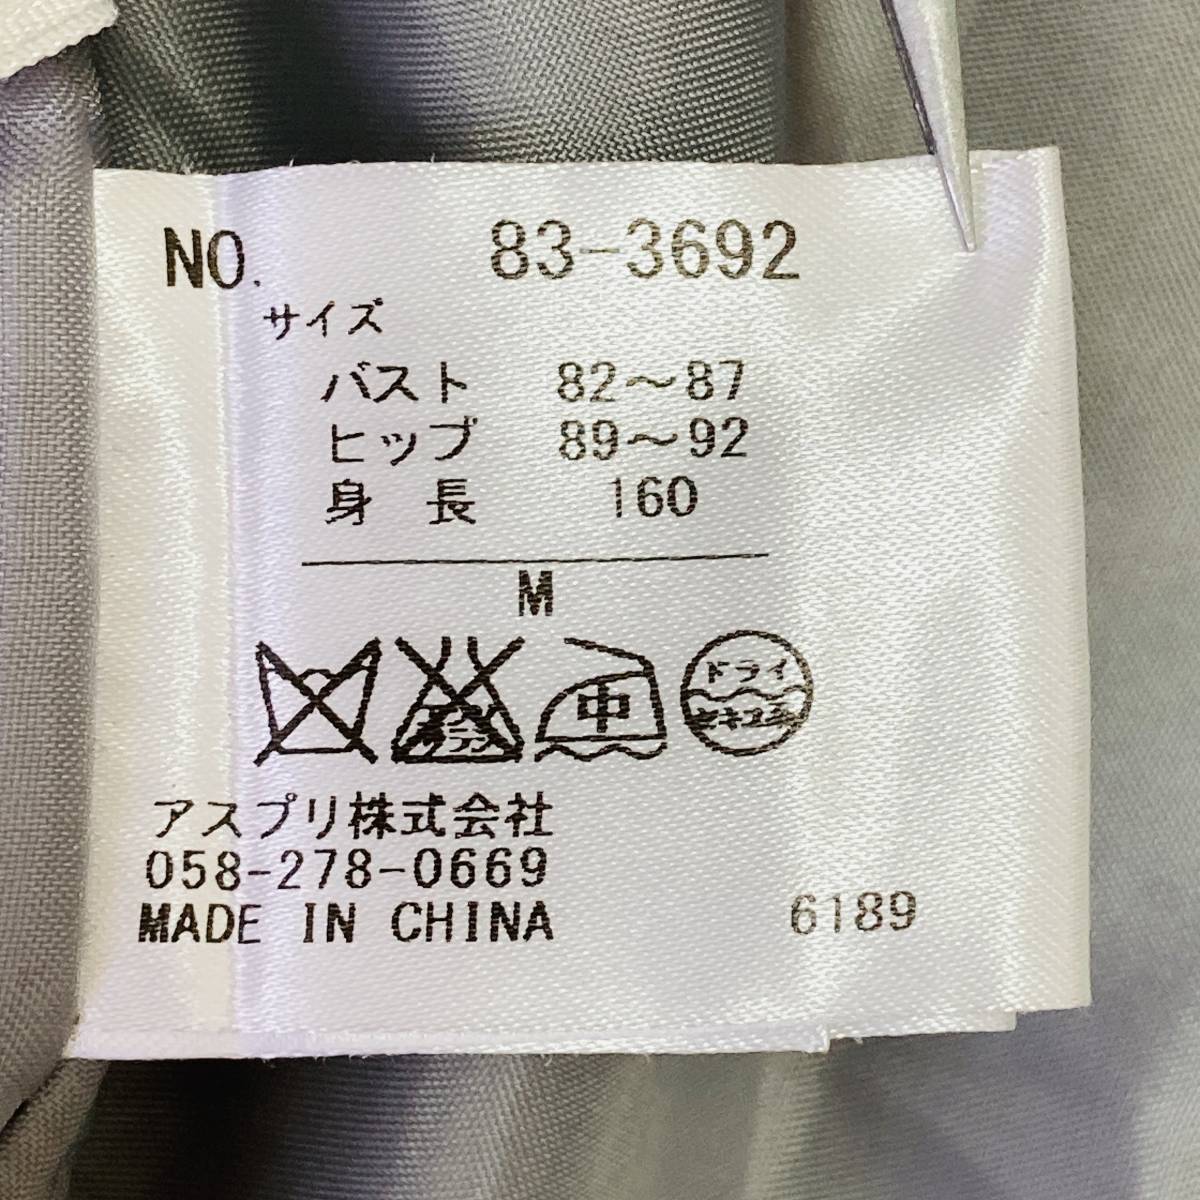 NO. 83-3692
サイズ
バスト 82～87
ヒップ 89～92
身長 160
M
中
ドライ
セキユ系
アスプリ株式会社
058-278-0669
MADE IN CHINA 6189